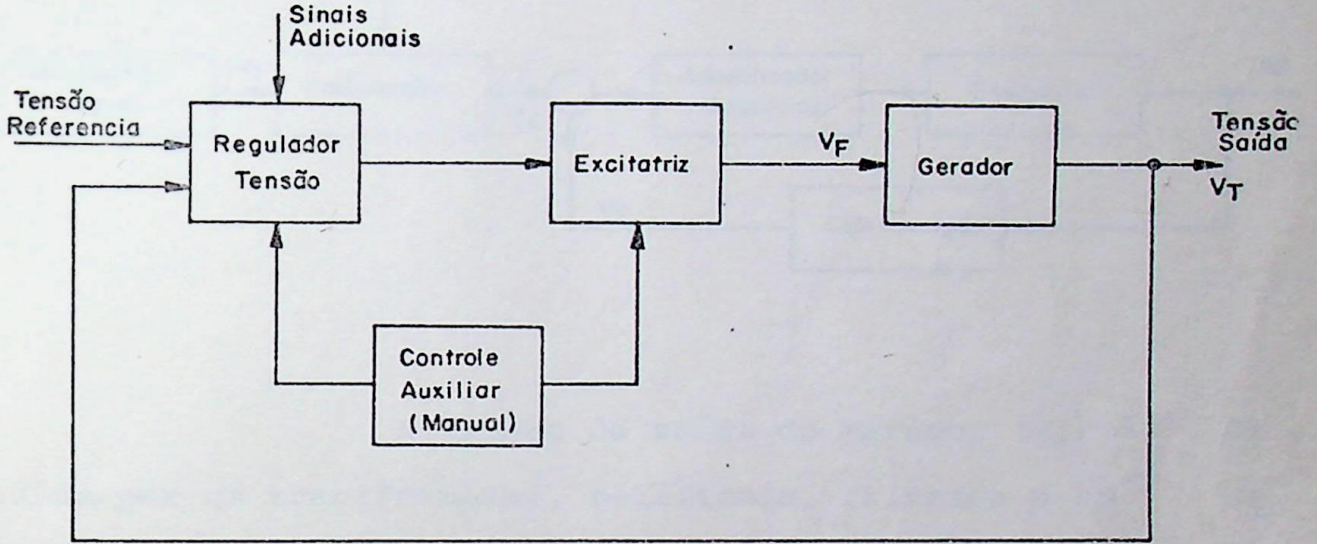 Sinais
Adicionais
Tensão
Referencia
Regulador
Tensão
Excitatriz
VF
Gerador
Tensão
Saída
VT
Controle
Auxiliar
(Manual)